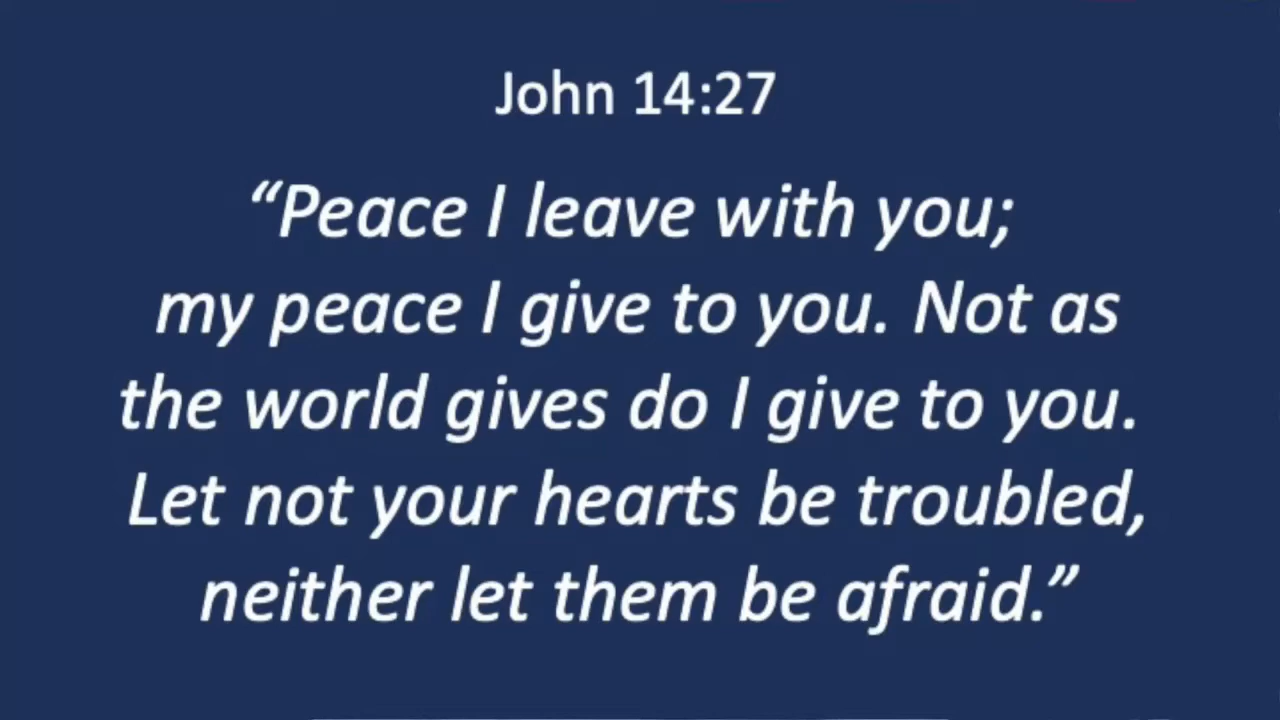 John 14:27
“Peace I leave with you;
my peace I give to you. Not as
the world gives do I give to you.
Let not your hearts be troubled,
neither let them be afraid.”